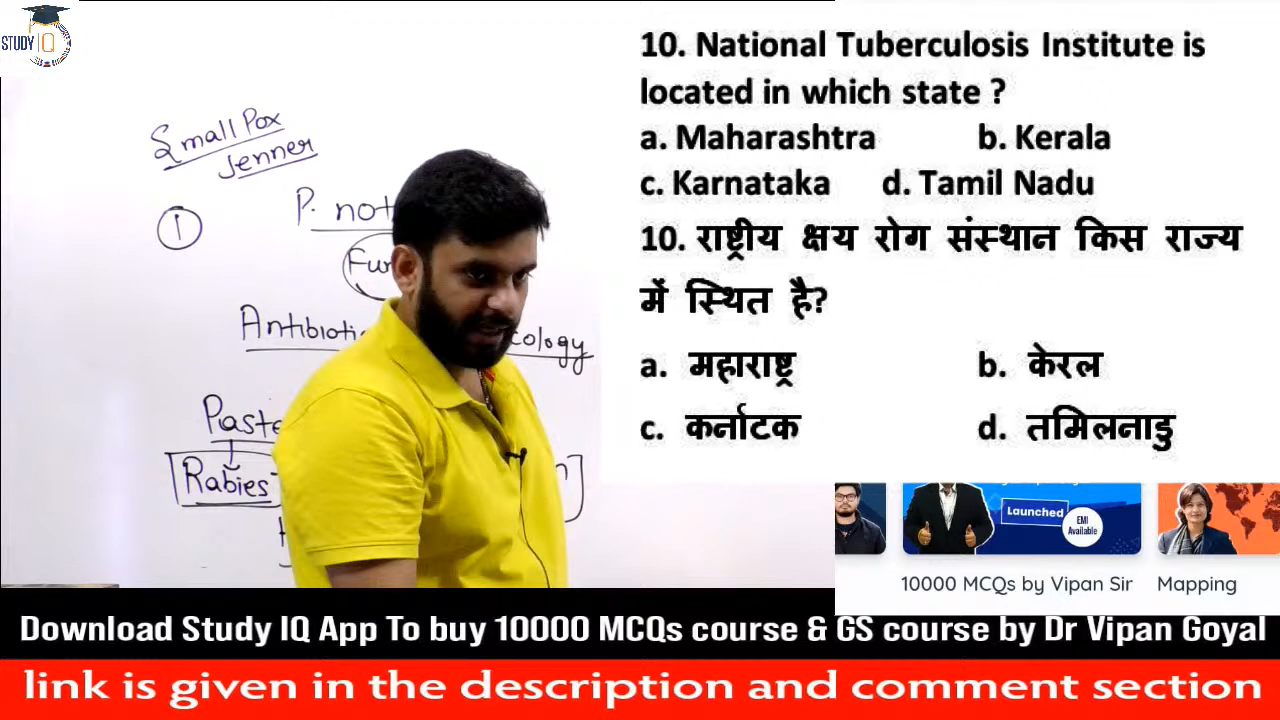 STUDY IQ
Small Pox
Jenner
1
P. not
Fu
Antibioti cology
Paste
Rabies
10. National Tuberculosis Institute is
located in which state ?
a. Maharashtra b. Kerala
c. Karnataka d. Tamil Nadu
10. राष्ट्रीय क्षय रोग संस्थान किस राज्य
में स्थित है?
a. महाराष्ट्र b. केरल
c. कर्नाटक d. तमिलनाडु
Launched
EMI
Available
10000 MCQs by Vipan Sir Mapping
Download Study IQ App To buy 10000 MCQs course & GS course by Dr Vipan Goyal
link is given in the description and comment section